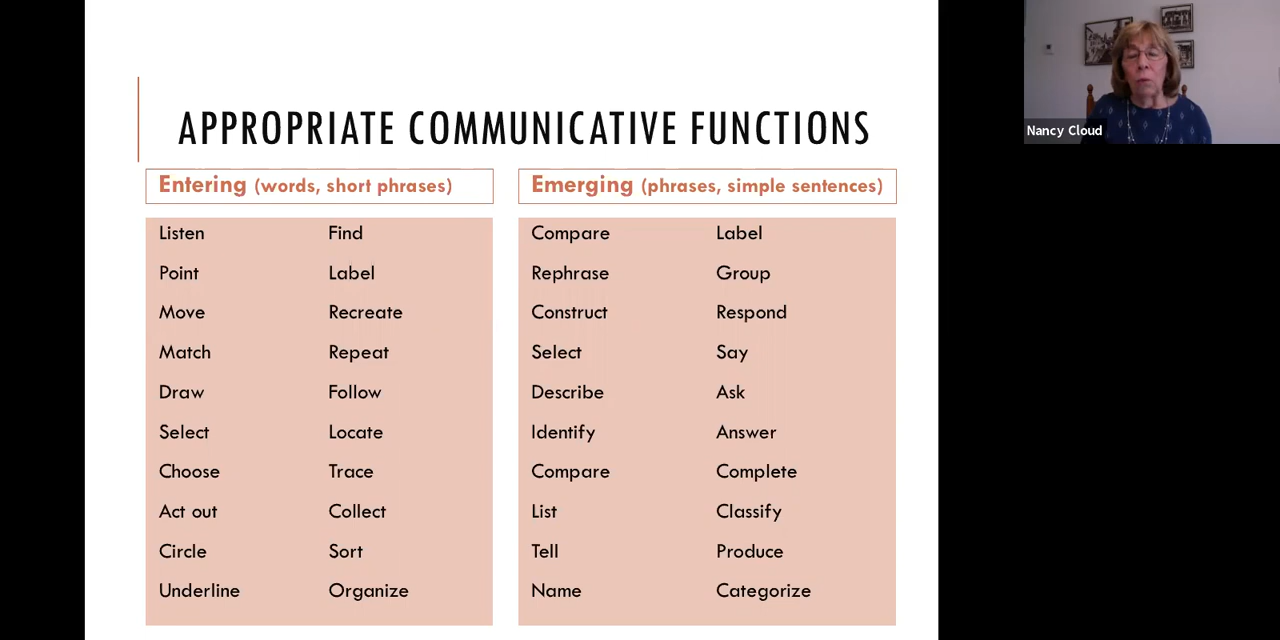 APPROPRIATE COMMUNICATIVE FUNCTIONS
Entering (words, short phrases)
Listen Find
Point Label
Move Recreate
Match Repeat
Draw Follow
Select Locate
Choose Trace
Act out Collect
Circle Sort
Underline Organize
Emerging (phrases, simple sentences)
Compare Label
Rephrase Group
Construct Respond
Select Say
Describe Ask
Identify Answer
Compare Complete
List Classify
Tell Produce
Name Categorize
Nancy Cloud